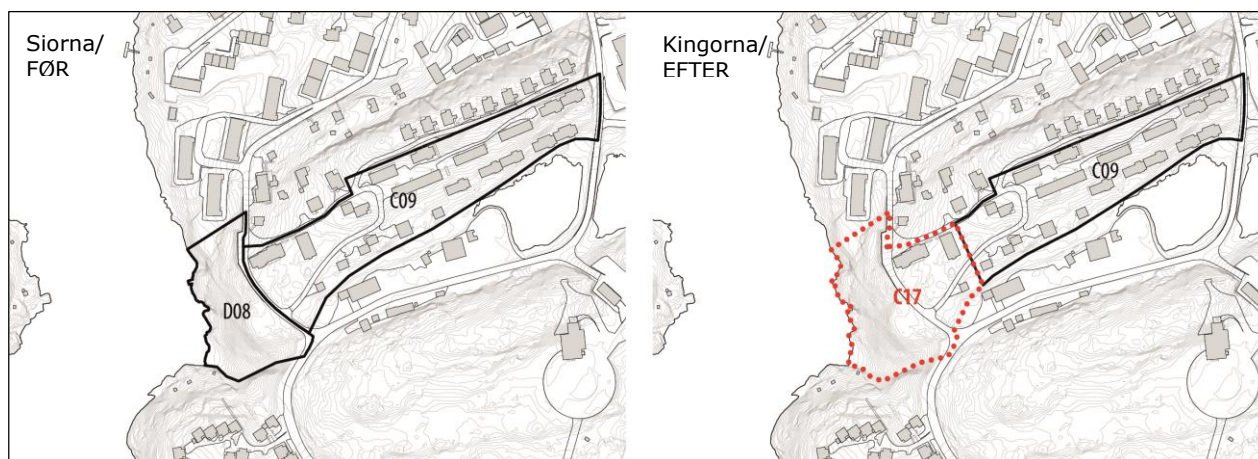 Siorna/
FØR
C09
D08
Kingorna/
EFTER
C09
C17